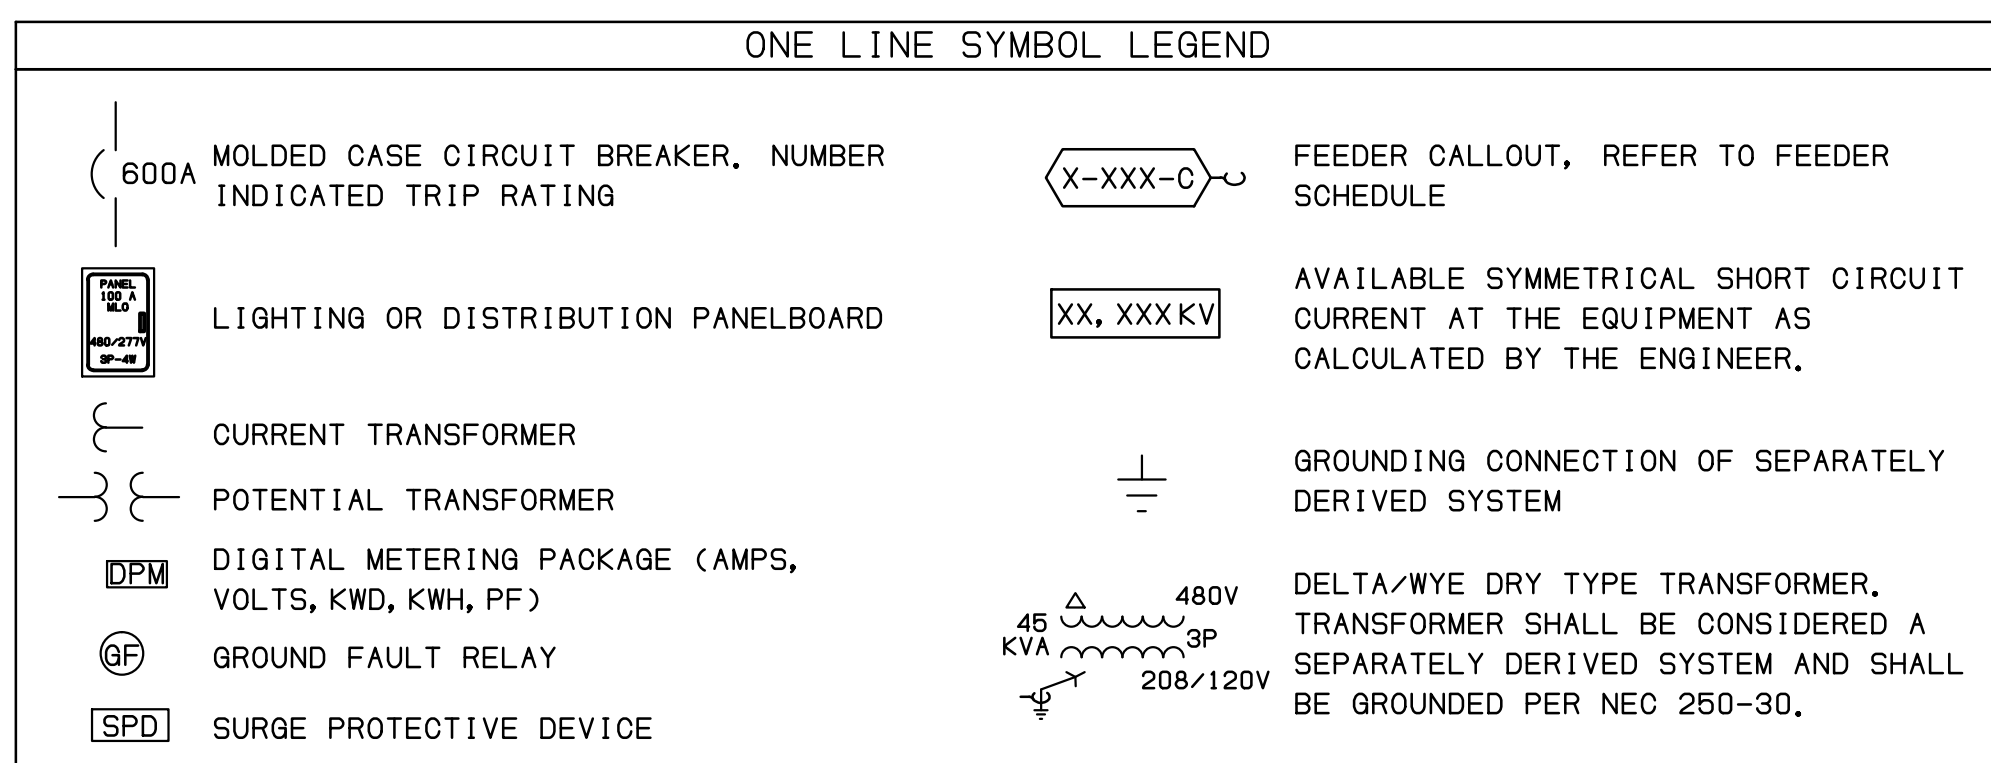 ONE LINE SYMBOL LEGEND
600A
MOLDED CASE CIRCUIT BREAKER. NUMBER
INDICATED TRIP RATING
PANEL
100 A
MLO
480/277V
3P-4W
LIGHTING OR DISTRIBUTION PANELBOARD
CURRENT TRANSFORMER
POTENTIAL TRANSFORMER
DPM
DIGITAL METERING PACKAGE (AMPS,
VOLTS, KWD, KWH, PF)
GF
GROUND FAULT RELAY
SPD
SURGE PROTECTIVE DEVICE
X-XXX-C
FEEDER CALLOUT, REFER TO FEEDER
SCHEDULE
XX, XXX KV
AVAILABLE SYMMETRICAL SHORT CIRCUIT
CURRENT AT THE EQUIPMENT AS
CALCULATED BY THE ENGINEER.
GROUNDING CONNECTION OF SEPARATELY
DERIVED SYSTEM
480V
45
KVA
3P
208/120V
DELTA/WYE DRY TYPE TRANSFORMER.
TRANSFORMER SHALL BE CONSIDERED A
SEPARATELY DERIVED SYSTEM AND SHALL
BE GROUNDED PER NEC 250-30.